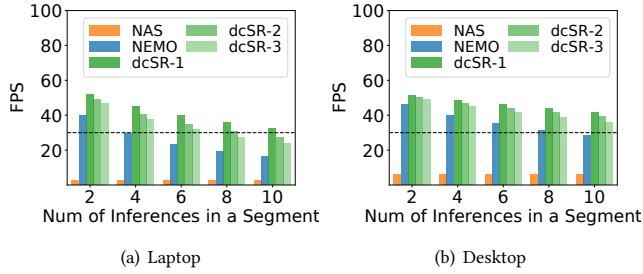 100
80
60
40
20
FPS
NAS
NEMO
dcSR-1
dcSR-2
dcSR-3
2 4 6 8 10
Num of Inferences in a Segment
(a) Laptop
100
80
60
40
20
FPS
NAS
NEMO
dcSR-1
dcSR-2
dcSR-3
2 4 6 8 10
Num of Inferences in a Segment
(b) Desktop